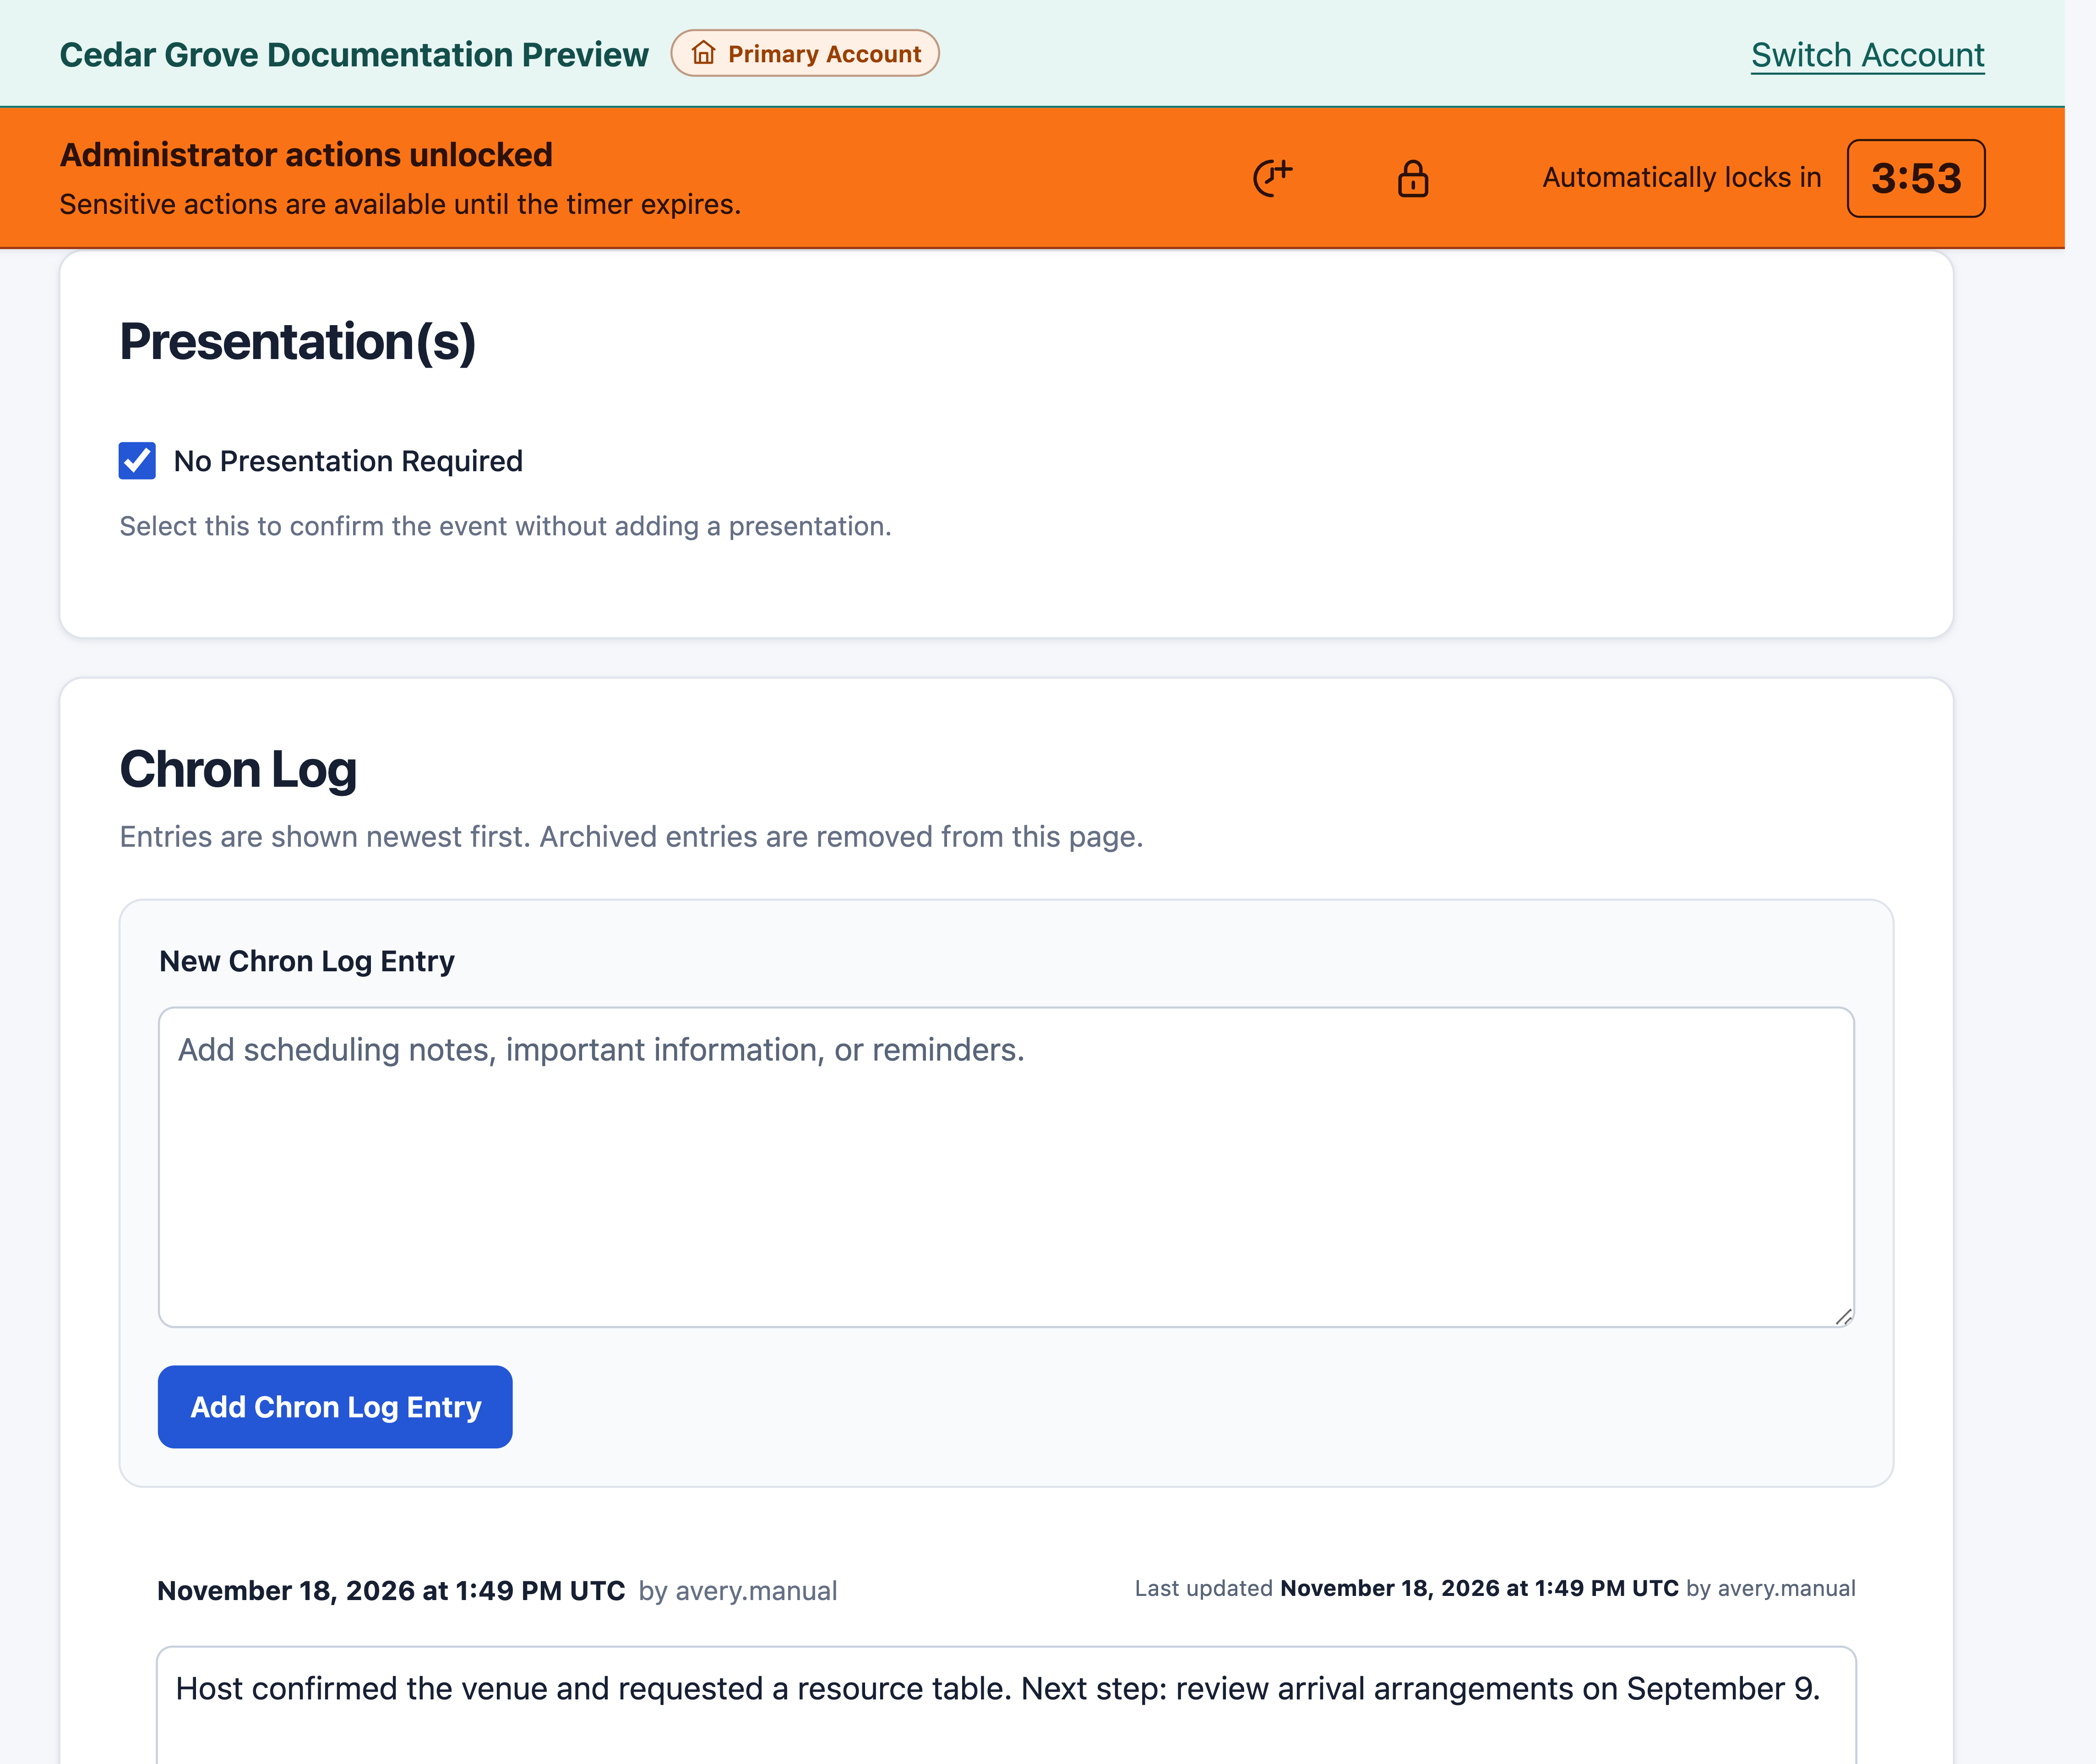 Cedar Grove Documentation Preview
Primary Account
Switch Account
Administrator actions unlocked
Sensitive actions are available until the timer expires.
Automatically locks in
3:53
Presentation(s)
No Presentation Required
Select this to confirm the event without adding a presentation.
Chron Log
Entries are shown newest first. Archived entries are removed from this page.
New Chron Log Entry
Add scheduling notes, important information, or reminders.
Add Chron Log Entry
November 18, 2026 at 1:49 PM UTC by avery.manual
Last updated November 18, 2026 at 1:49 PM UTC by avery.manual
Host confirmed the venue and requested a resource table. Next step: review arrival arrangements on September 9.